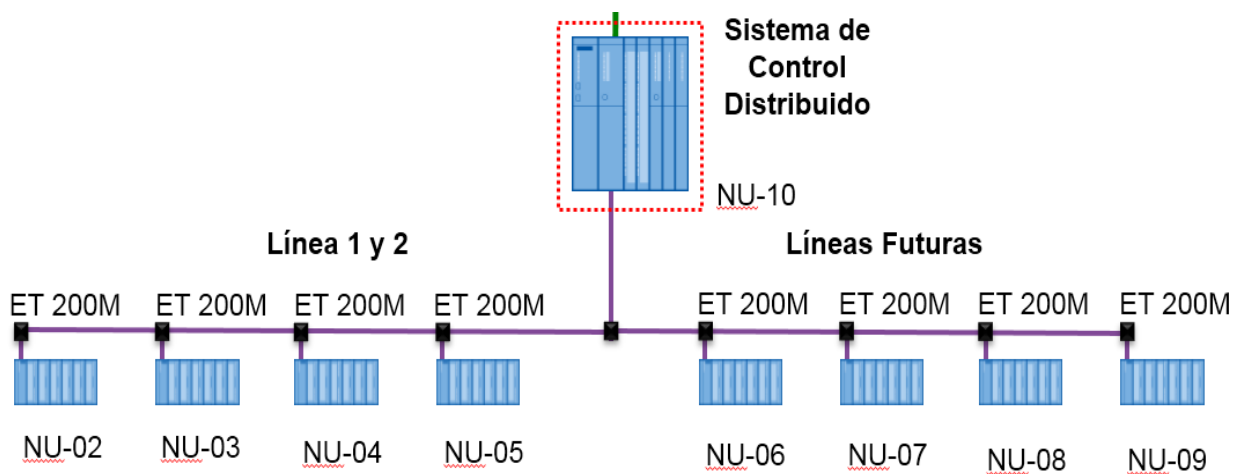 Sistema de
Control
Distribuido
NU-10
Línea 1 y 2
Líneas Futuras
ET 200M ET 200M ET 200M ET 200M ET 200M ET 200M ET 200M ET 200M
NU-02 NU-03 NU-04 NU-05 NU-06 NU-07 NU-08 NU-09